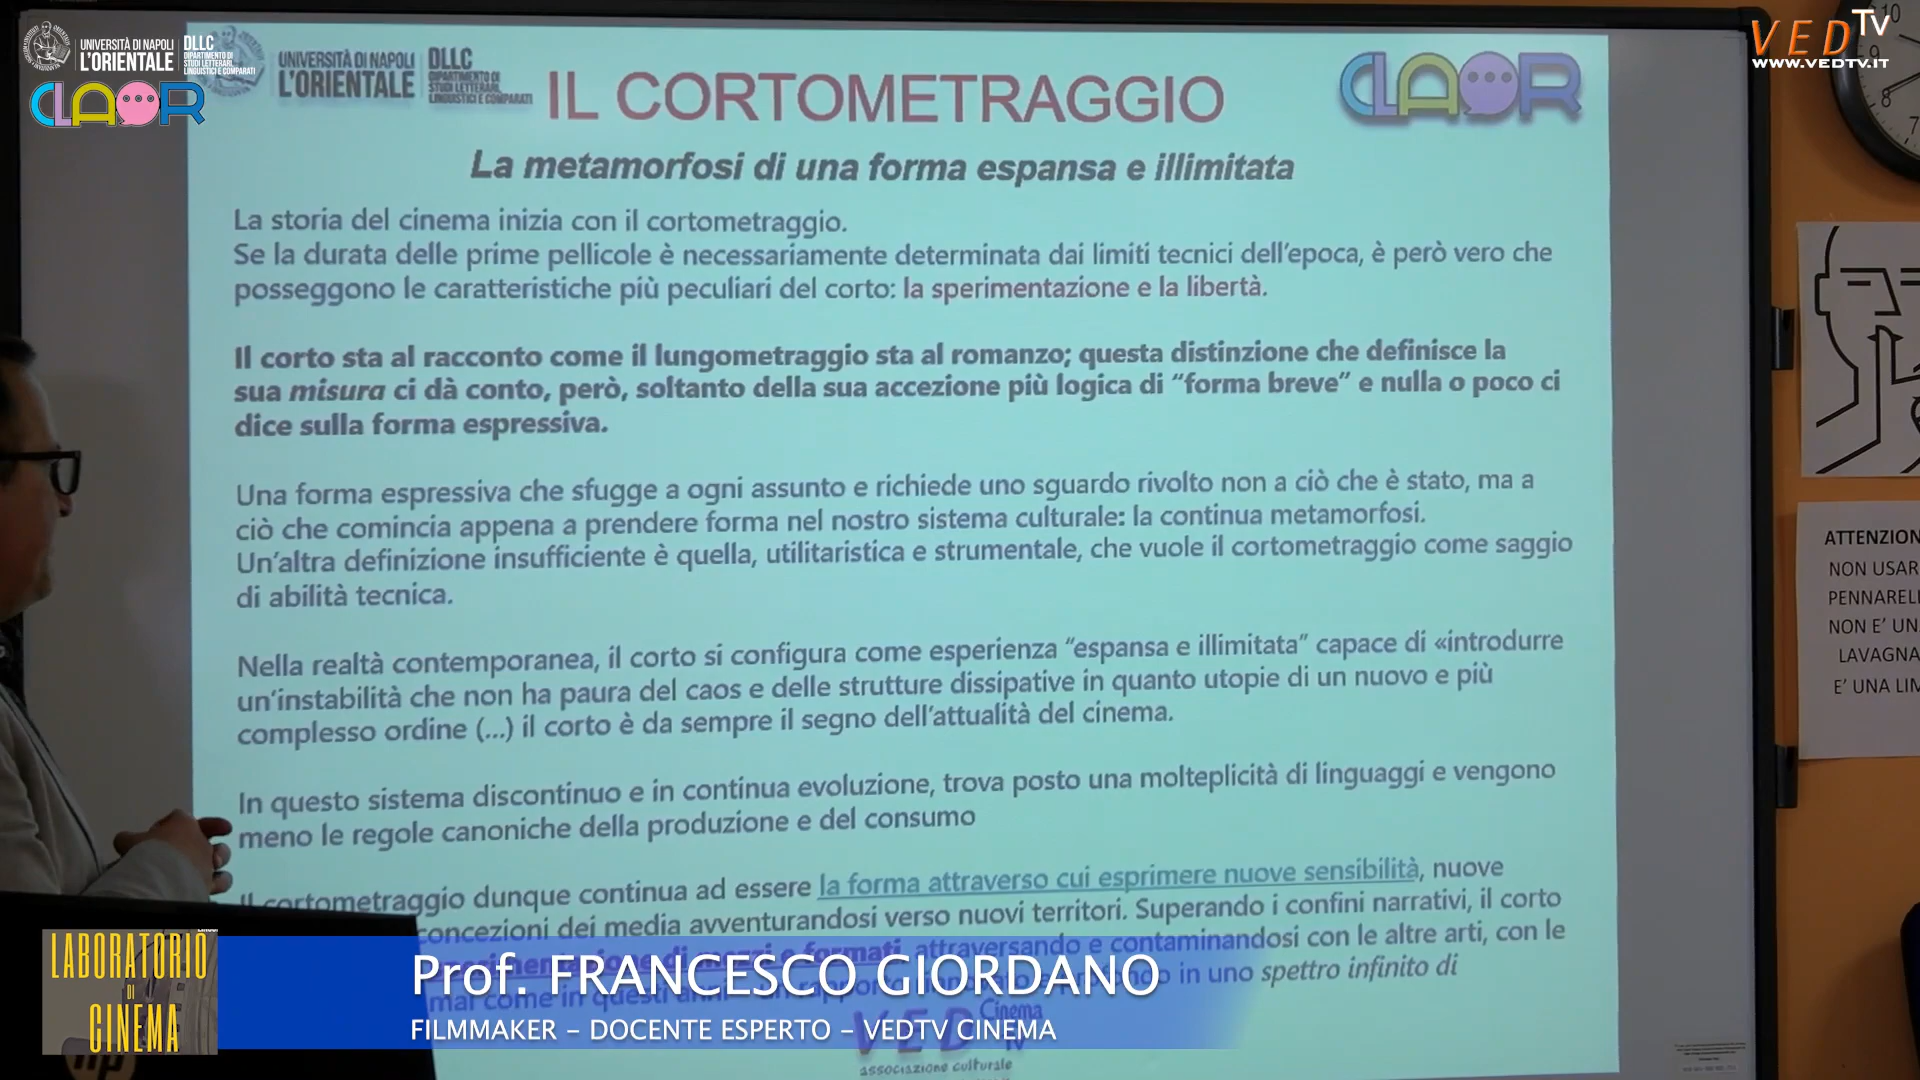 UNIVERSITÀ DI NAPOLI
L'ORIENTALE
DLLC
DIPARTIMENTO DI
STUDI LETTERARI,
LINGUISTICI E COMPARATI
CLAOR
UNIVERSITÀ DI NAPOLI
L'ORIENTALE
DLLC
DIPARTIMENTO DI
STUDI LETTERARI,
LINGUISTICI E COMPARATI
IL CORTOMETRAGGIO
CLAOR
VED TV
www.VEDTV.IT
10
9
8
7
La metamorfosi di una forma espansa e illimitata
La storia del cinema inizia con il cortometraggio.
Se la durata delle prime pellicole è necessariamente determinata dai limiti tecnici dell'epoca, è però vero che
posseggono le caratteristiche più peculiari del corto: la sperimentazione e la libertà.
Il corto sta al racconto come il lungometraggio sta al romanzo; questa distinzione che definisce la
sua misura ci dà conto, però, soltanto della sua accezione più logica di "forma breve" e nulla o poco ci
dice sulla forma espressiva.
Una forma espressiva che sfugge a ogni assunto e richiede uno sguardo rivolto non a ciò che è stato, ma a
ciò che comincia appena a prendere forma nel nostro sistema culturale: la continua metamorfosi.
Un'altra definizione insufficiente è quella, utilitaristica e strumentale, che vuole il cortometraggio come saggio
di abilità tecnica.
Nella realtà contemporanea, il corto si configura come esperienza "espansa e illimitata" capace di «introdurre
un'instabilità che non ha paura del caos e delle strutture dissipative in quanto utopie di un nuovo e più
complesso ordine (...) il corto è da sempre il segno dell'attualità del cinema.
In questo sistema discontinuo e in continua evoluzione, trova posto una molteplicità di linguaggi e vengono
meno le regole canoniche della produzione e del consumo
Il cortometraggio dunque continua ad essere la forma attraverso cui esprimere nuove sensibilità, nuove
concezioni dei media avventurandosi verso nuovi territori. Superando i confini narrativi, il corto
di mezzi e formati, attraversando e contaminandosi con le altre arti, con le
mai come in questi anni in uno spettro infinito di
VED Cinema
TV
associazione culturale
ATTENZION
NON USAR
PENNARELL
NON E' UN
LAVAGNA
E' UNA LIM
LABORATORIO
DI
CINEMA
hp
Prof. FRANCESCO GIORDANO
FILMMAKER – DOCENTE ESPERTO – VEDTV CINEMA